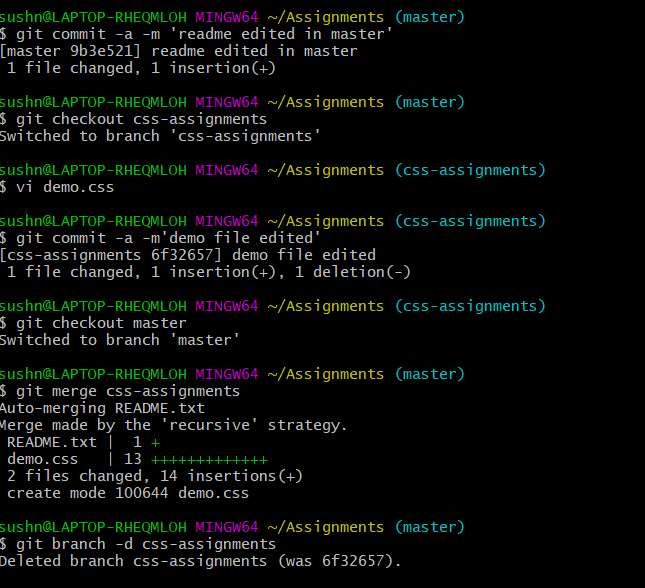 sushn@LAPTOP-RHEQMLOH MINGW64 ~/Assignments (master)
$ git commit -a -m 'readme edited in master'
[master 9b3e521] readme edited in master
1 file changed, 1 insertion(+)
sushn@LAPTOP-RHEQMLOH MINGW64 ~/Assignments (master)
$ git checkout css-assignments
Switched to branch 'css-assignments'
sushn@LAPTOP-RHEQMLOH MINGW64 ~/Assignments (css-assignments)
$ vi demo.css
sushn@LAPTOP-RHEQMLOH MINGW64 ~/Assignments (css-assignments)
$ git commit -a -m'demo file edited'
[css-assignments 6f32657] demo file edited
1 file changed, 1 insertion(+), 1 deletion(-)
sushn@LAPTOP-RHEQMLOH MINGW64 ~/Assignments (css-assignments)
$ git checkout master
Switched to branch 'master'
sushn@LAPTOP-RHEQMLOH MINGW64 ~/Assignments (master)
$ git merge css-assignments
Auto-merging README.txt
Merge made by the 'recursive' strategy.
README.txt |  1 +
demo.css   | 13 +++++++++++++
2 files changed, 14 insertions(+)
create mode 100644 demo.css
sushn@LAPTOP-RHEQMLOH MINGW64 ~/Assignments (master)
$ git branch -d css-assignments
Deleted branch css-assignments (was 6f32657).